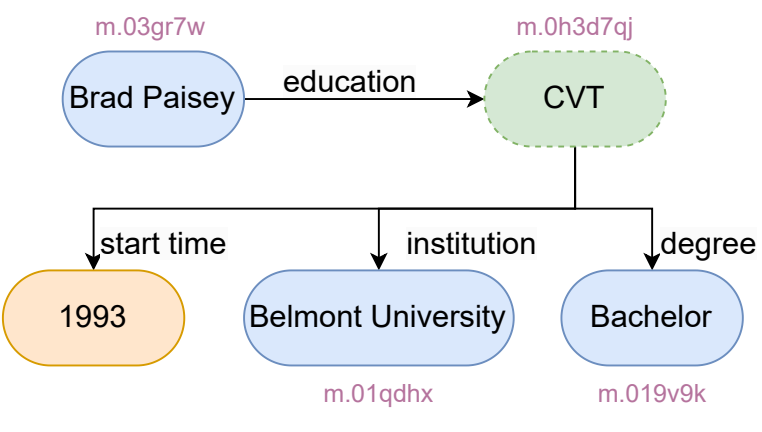 m.03gr7w
m.0h3d7qj
Brad Paisey
education
CVT
start time
institution
degree
1993
Belmont University
Bachelor
m.01qdhx
m.019v9k